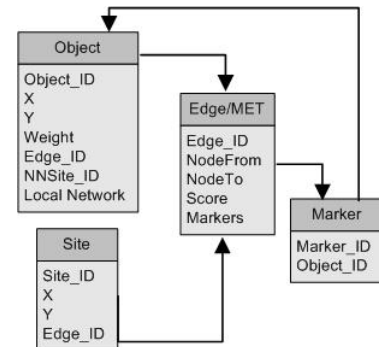 Object
Object_ID
X
Y
Weight
Edge_ID
NNSite_ID
Local Network
Edge/MET
Edge_ID
NodeFrom
NodeTo
Score
Markers
Marker
Marker_ID
Object_ID
Site
Site_ID
X
Y
Edge_ID